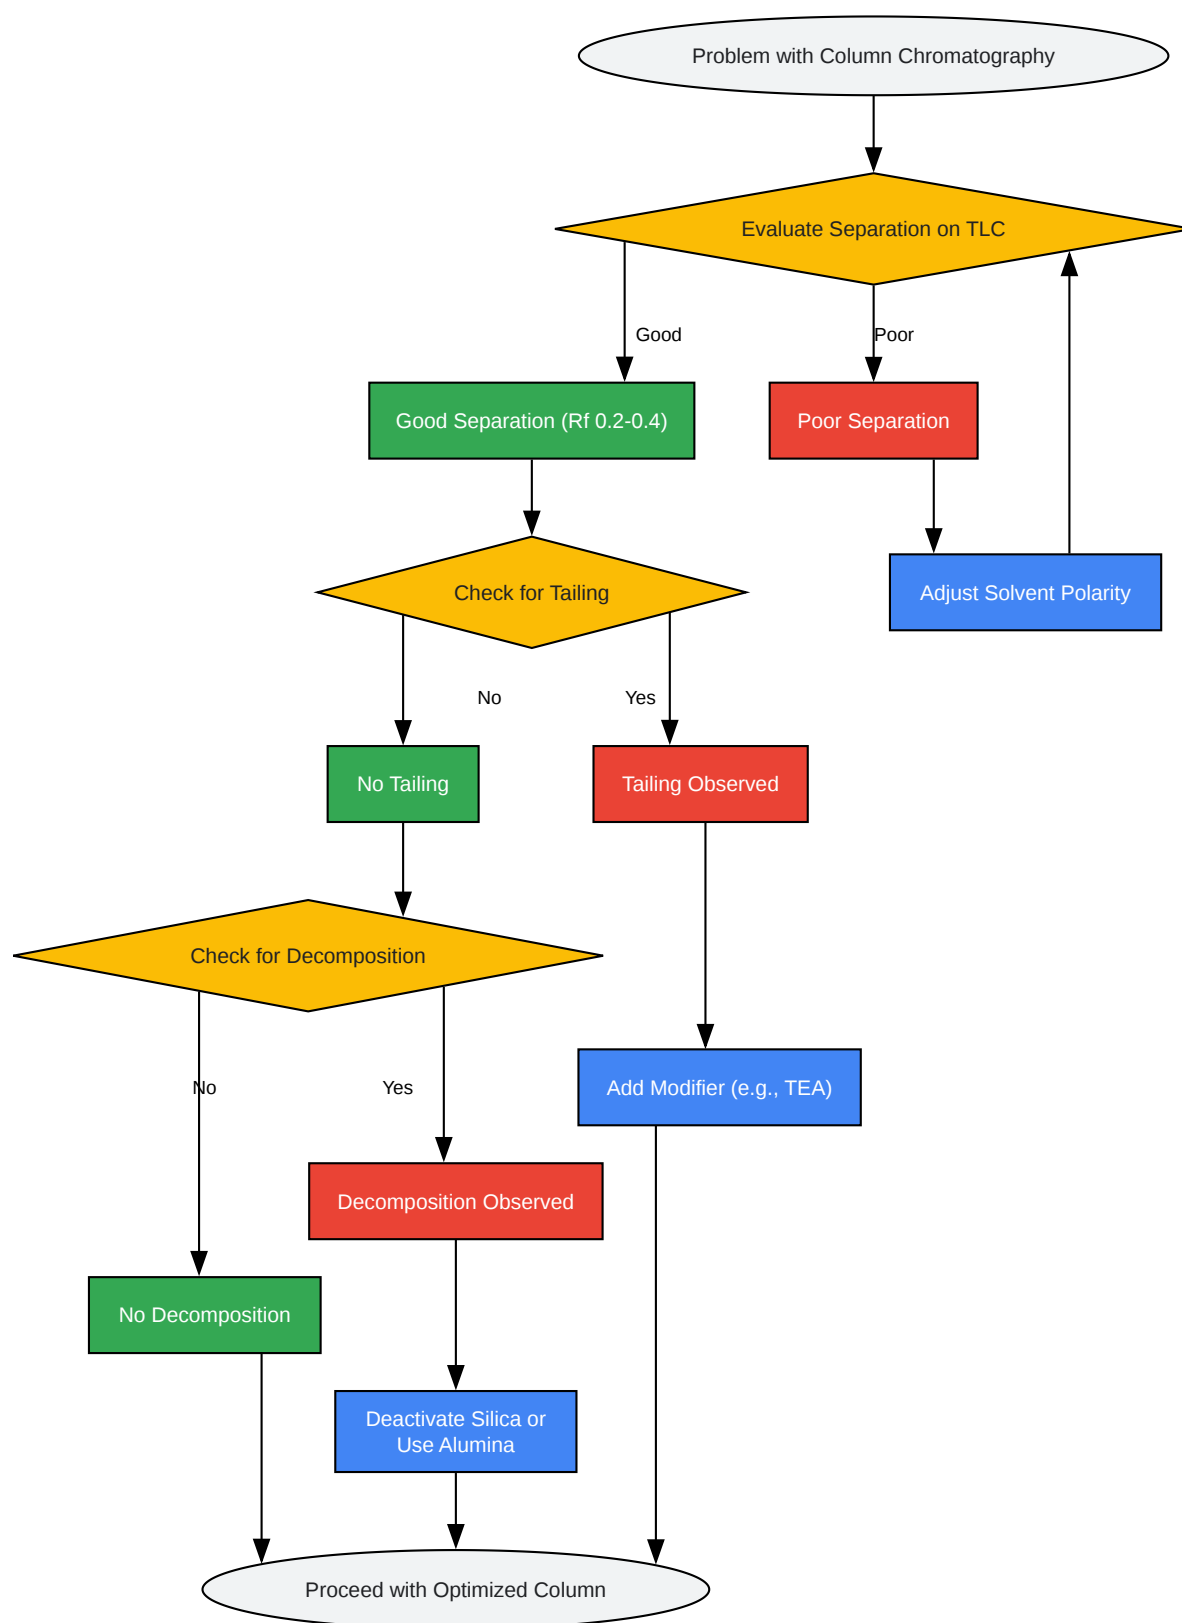 Problem with Column Chromatography
Evaluate Separation on TLC
Good
Poor
Good Separation (Rf 0.2-0.4)
Poor Separation
Check for Tailing
Adjust Solvent Polarity
No
Yes
No Tailing
Tailing Observed
Check for Decomposition
No
Yes
Add Modifier (e.g., TEA)
Decomposition Observed
No Decomposition
Deactivate Silica or
Use Alumina
Proceed with Optimized Column